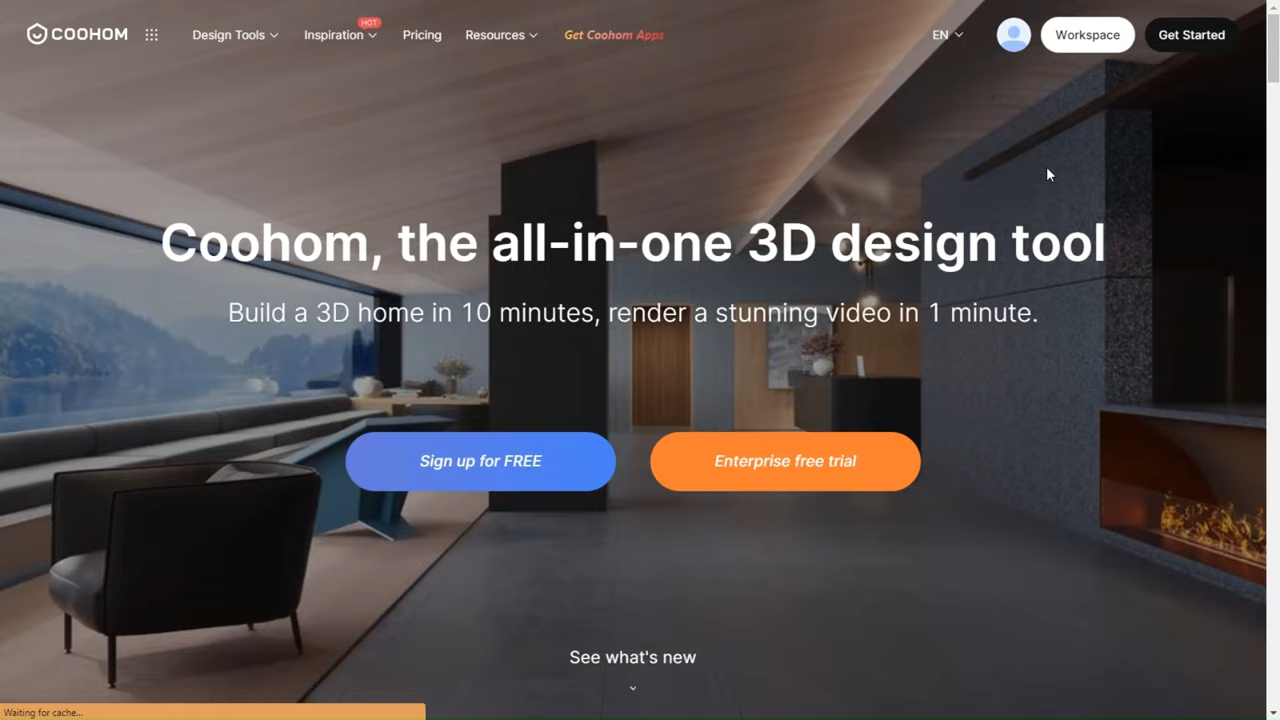 COOHOM
Design Tools
Inspiration
HOT
Pricing
Resources
Get Coohom Apps
EN
Workspace
Get Started
Coohom, the all-in-one 3D design tool
Build a 3D home in 10 minutes, render a stunning video in 1 minute.
Sign up for FREE
Enterprise free trial
See what's new
Waiting for cache...